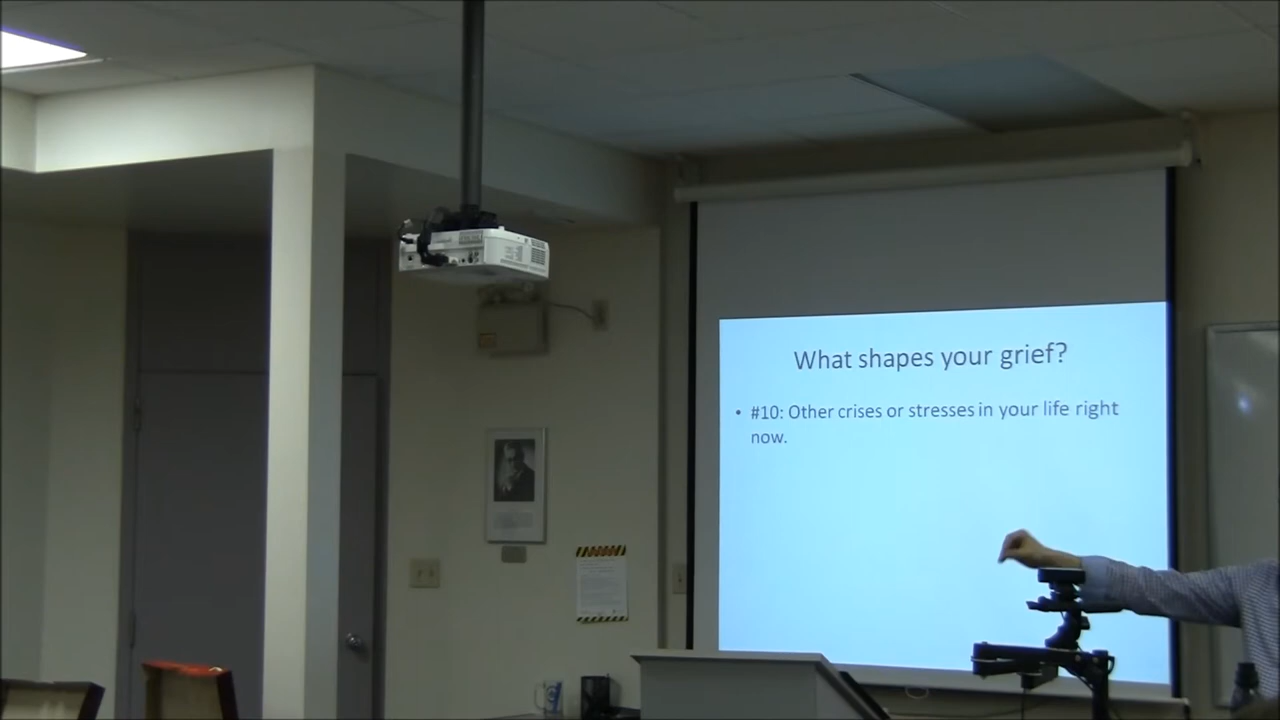 What shapes your grief?
• #10: Other crises or stresses in your life right
now.